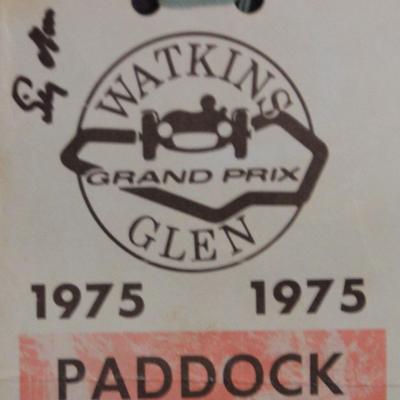 WATKINS
GRAND PRIX
GLEN
1975 1975
PADDOCK